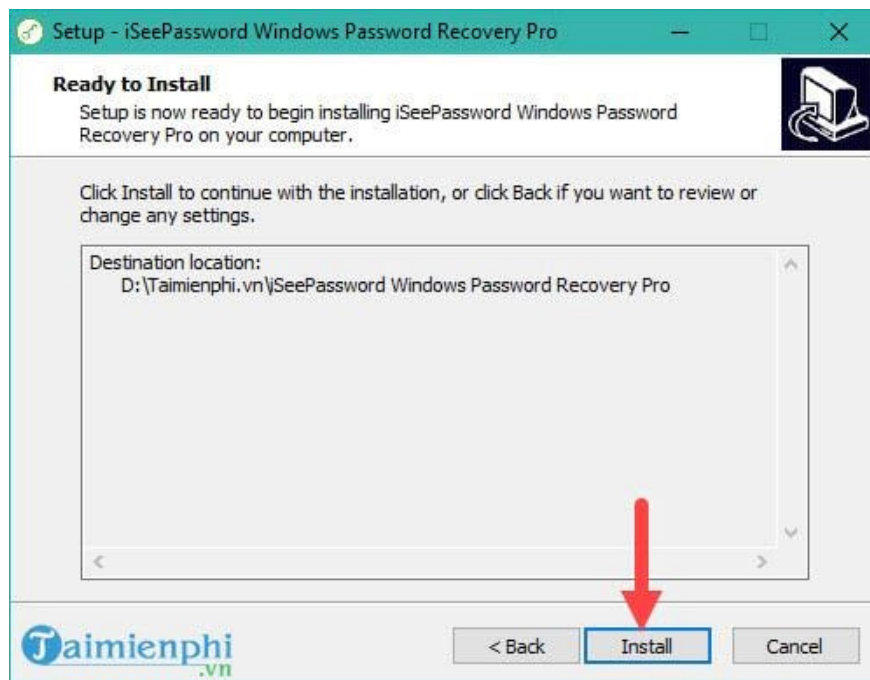 Setup - iSeePassword Windows Password Recovery Pro
Ready to Install
Setup is now ready to begin installing iSeePassword Windows Password
Recovery Pro on your computer.
Click Install to continue with the installation, or click Back if you want to review or
change any settings.
Destination location:
D:\Taimienphi.vn\iSeePassword Windows Password Recovery Pro
Taimienphi
.vn
< Back
Install
Cancel